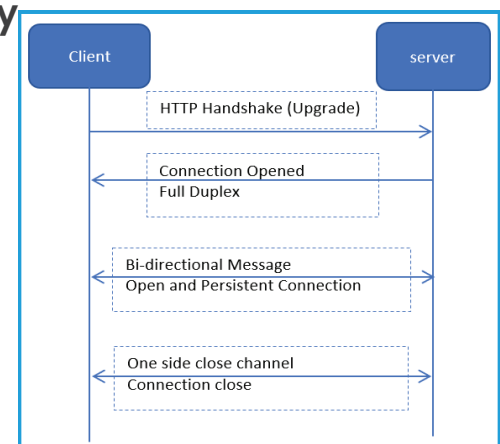 y
Client
server
HTTP Handshake (Upgrade)
Connection Opened
Full Duplex
Bi-directional Message
Open and Persistent Connection
One side close channel
Connection close